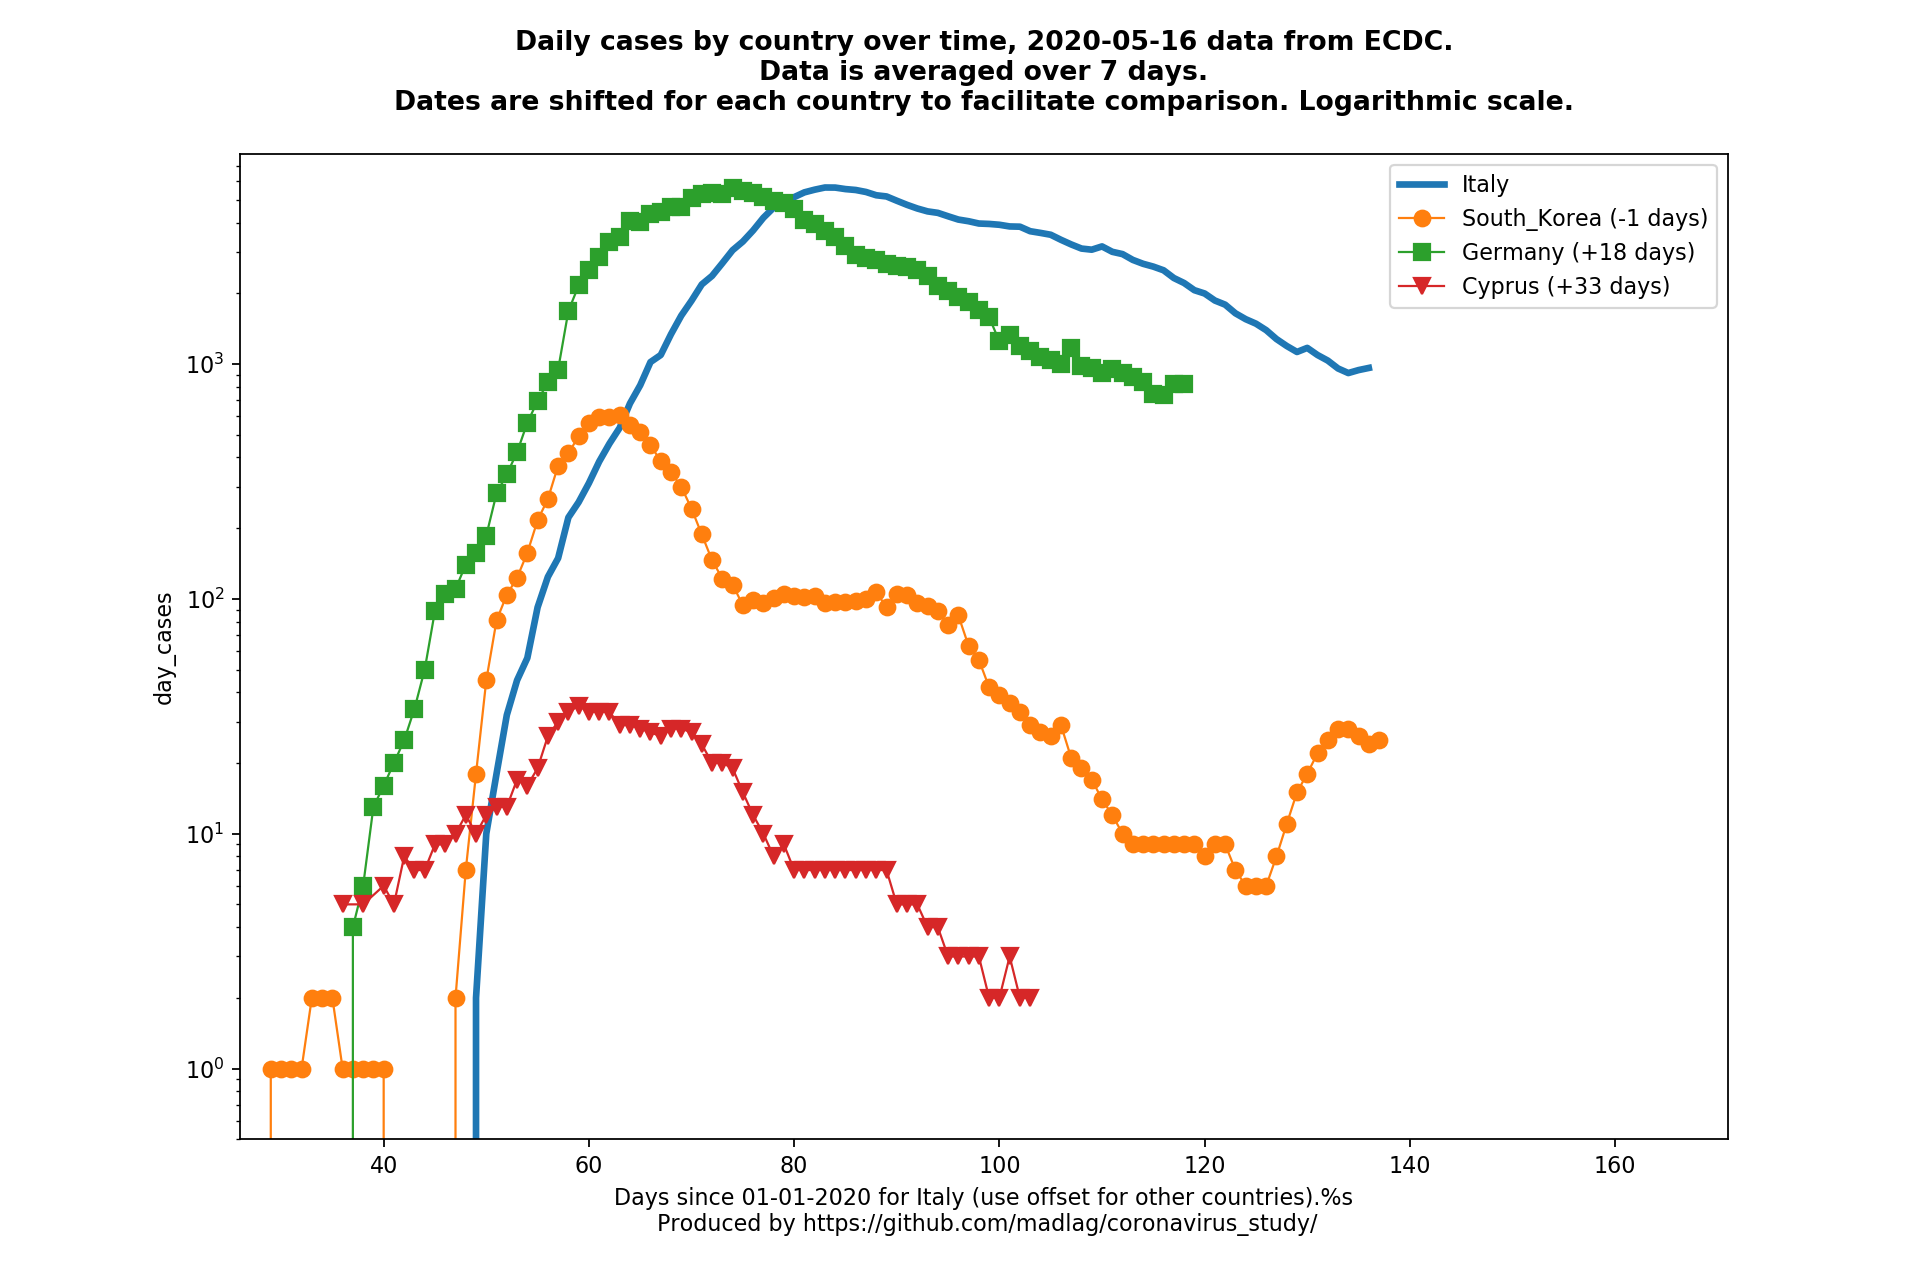 Daily cases by country over time, 2020-05-16 data from ECDC.
Data is averaged over 7 days.
Dates are shifted for each country to facilitate comparison. Logarithmic scale.
Italy
South_Korea (-1 days)
Germany (+18 days)
Cyprus (+33 days)
day_cases
10³
10²
10¹
10⁰
40 60 80 100 120 140 160
Days since 01-01-2020 for Italy (use offset for other countries).%s
Produced by https://github.com/madlag/coronavirus_study/